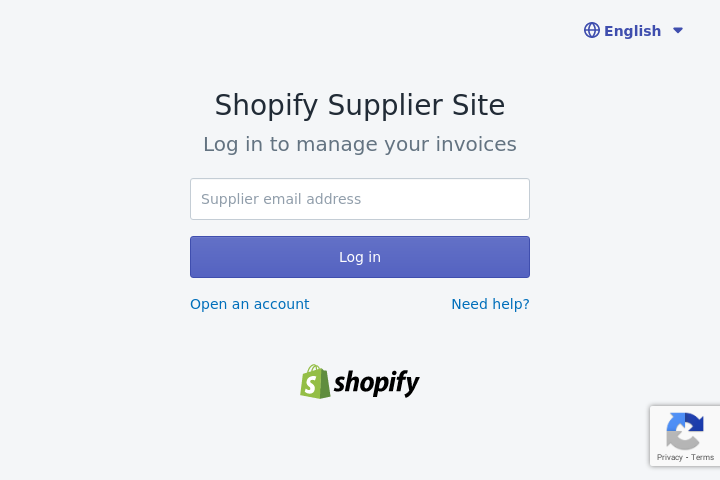 English
Shopify Supplier Site
Log in to manage your invoices
Supplier email address
Log in
Open an account
Need help?
shopify
Privacy - Terms